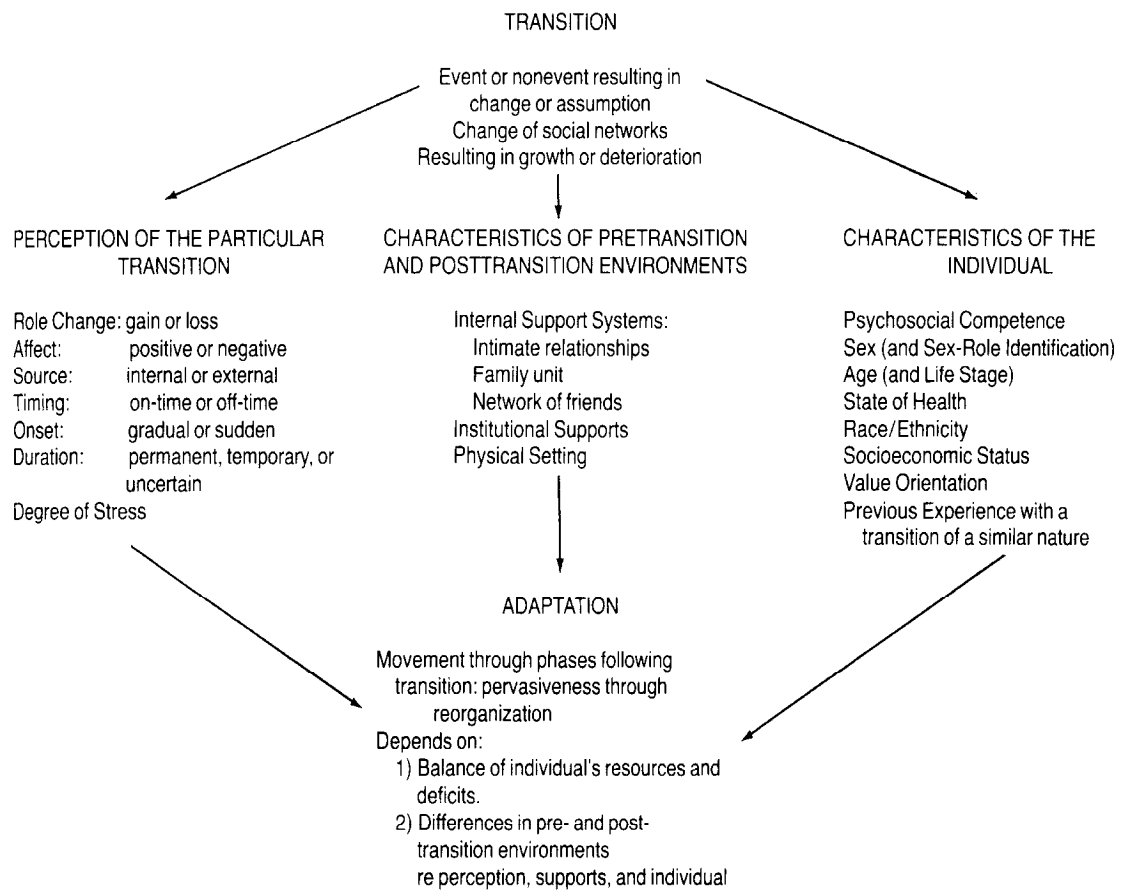 TRANSITION
Event or nonevent resulting in
change or assumption
Change of social networks
Resulting in growth or deterioration
PERCEPTION OF THE PARTICULAR
TRANSITION
Role Change: gain or loss
Affect: positive or negative
Source: internal or external
Timing: on-time or off-time
Onset: gradual or sudden
Duration: permanent, temporary, or
uncertain
Degree of Stress
CHARACTERISTICS OF PRETRANSITION
AND POSTTRANSITION ENVIRONMENTS
Internal Support Systems:
Intimate relationships
Family unit
Network of friends
Institutional Supports
Physical Setting
CHARACTERISTICS OF THE
INDIVIDUAL
Psychosocial Competence
Sex (and Sex-Role Identification)
Age (and Life Stage)
State of Health
Race/Ethnicity
Socioeconomic Status
Value Orientation
Previous Experience with a
transition of a similar nature
ADAPTATION
Movement through phases following
transition: pervasiveness through
reorganization
Depends on:
1) Balance of individual's resources and
deficits.
2) Differences in pre- and post-
transition environments
re perception, supports, and individual